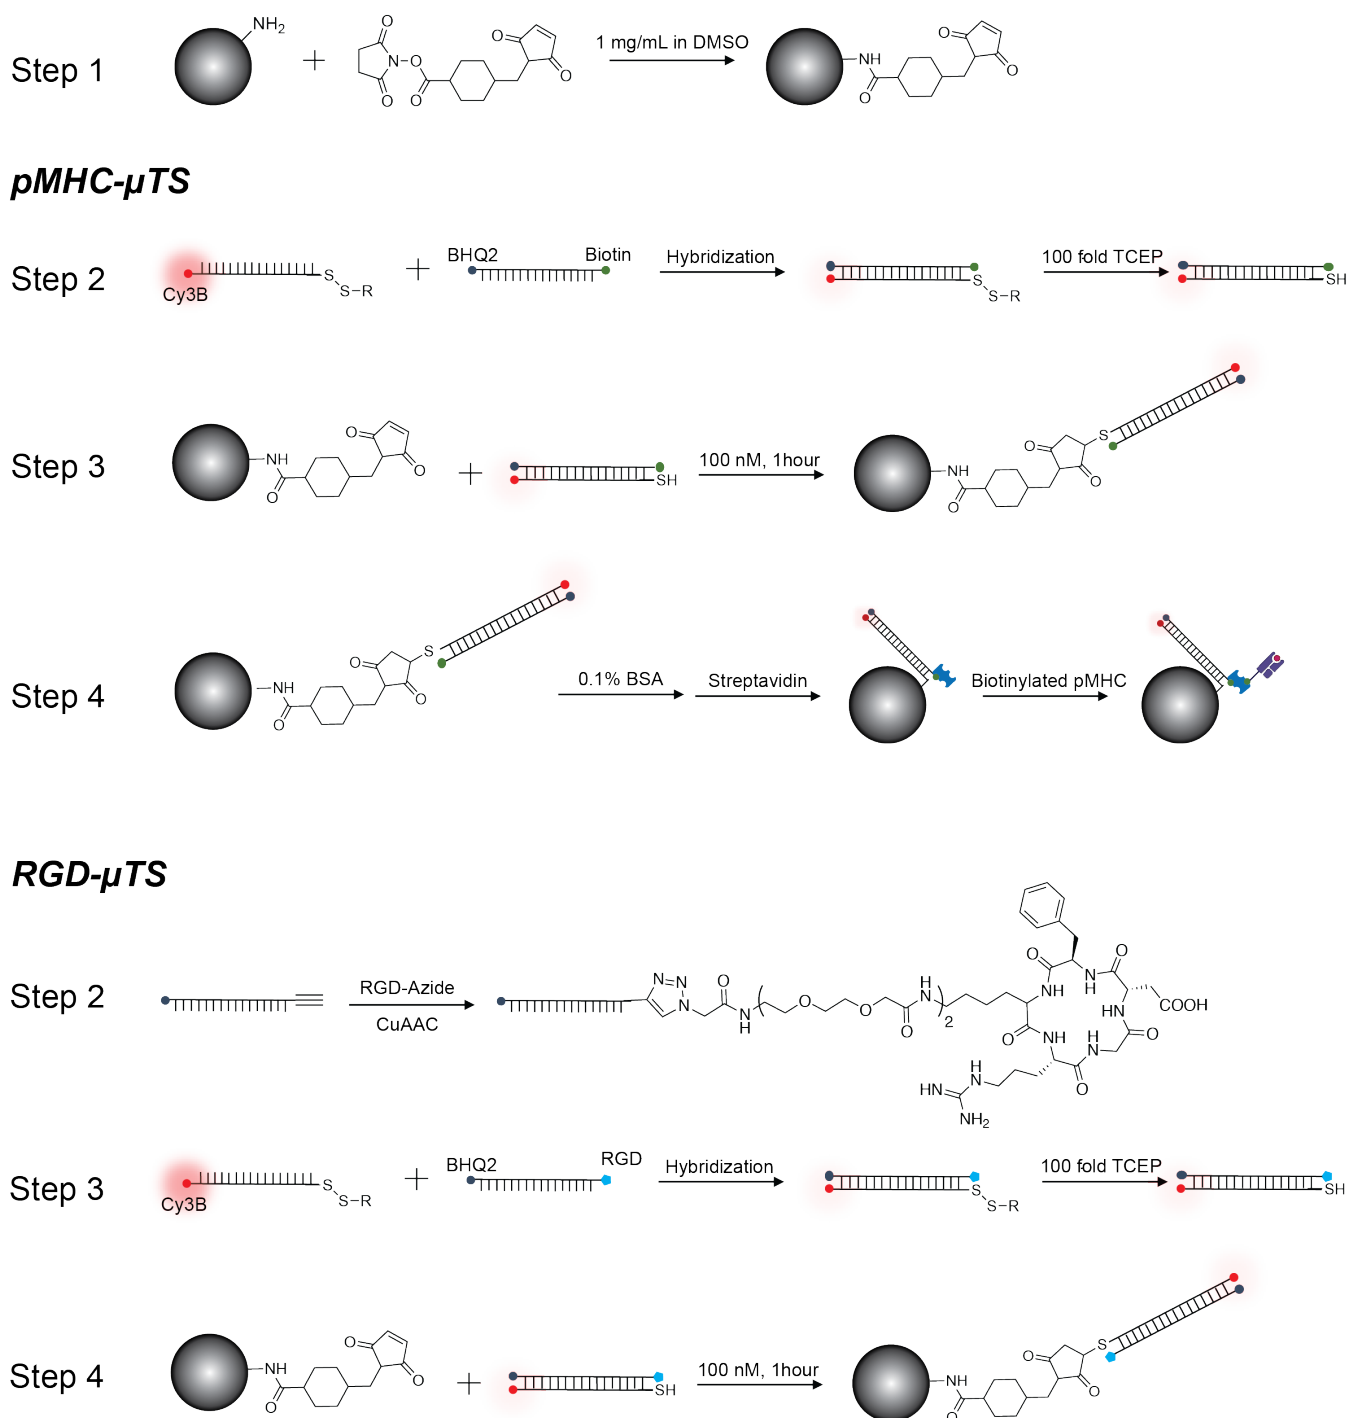 Step 1
NH2
+
O
N
O
O
O
O
O
1 mg/mL in DMSO
NH
O
O
O
pMHC-µTS
Step 2
Cy3B
S
S–R
+
BHQ2
Biotin
Hybridization
S
S–R
100 fold TCEP
SH
Step 3
NH
O
O
O
+
SH
100 nM, 1hour
NH
O
O
O
S
Step 4
NH
O
O
O
S
0.1% BSA
Streptavidin
Biotinylated pMHC
RGD-µTS
Step 2
RGD-Azide
CuAAC
N
N
N
O
N
H
O
O
O
H
N
2
O
NH
O
NH
H
N
O
COOH
HN
O
H
N
O
H
N
HN
NH2
Step 3
Cy3B
S
S–R
+
BHQ2
RGD
Hybridization
S
S–R
100 fold TCEP
SH
Step 4
NH
O
O
O
+
SH
100 nM, 1hour
NH
O
O
O
S